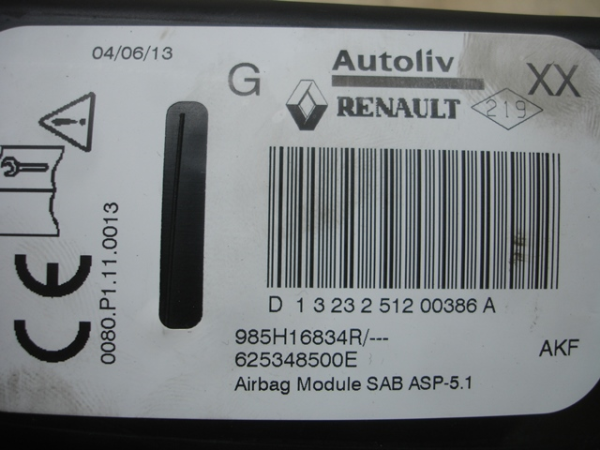 04/06/13
G
Autoliv
XX
RENAULT
219
D 1 3 23 2 512 00386 A
985H16834R/---
625348500E
AKF
Airbag Module SAB ASP-5.1
CE
0080.P1.11.0013